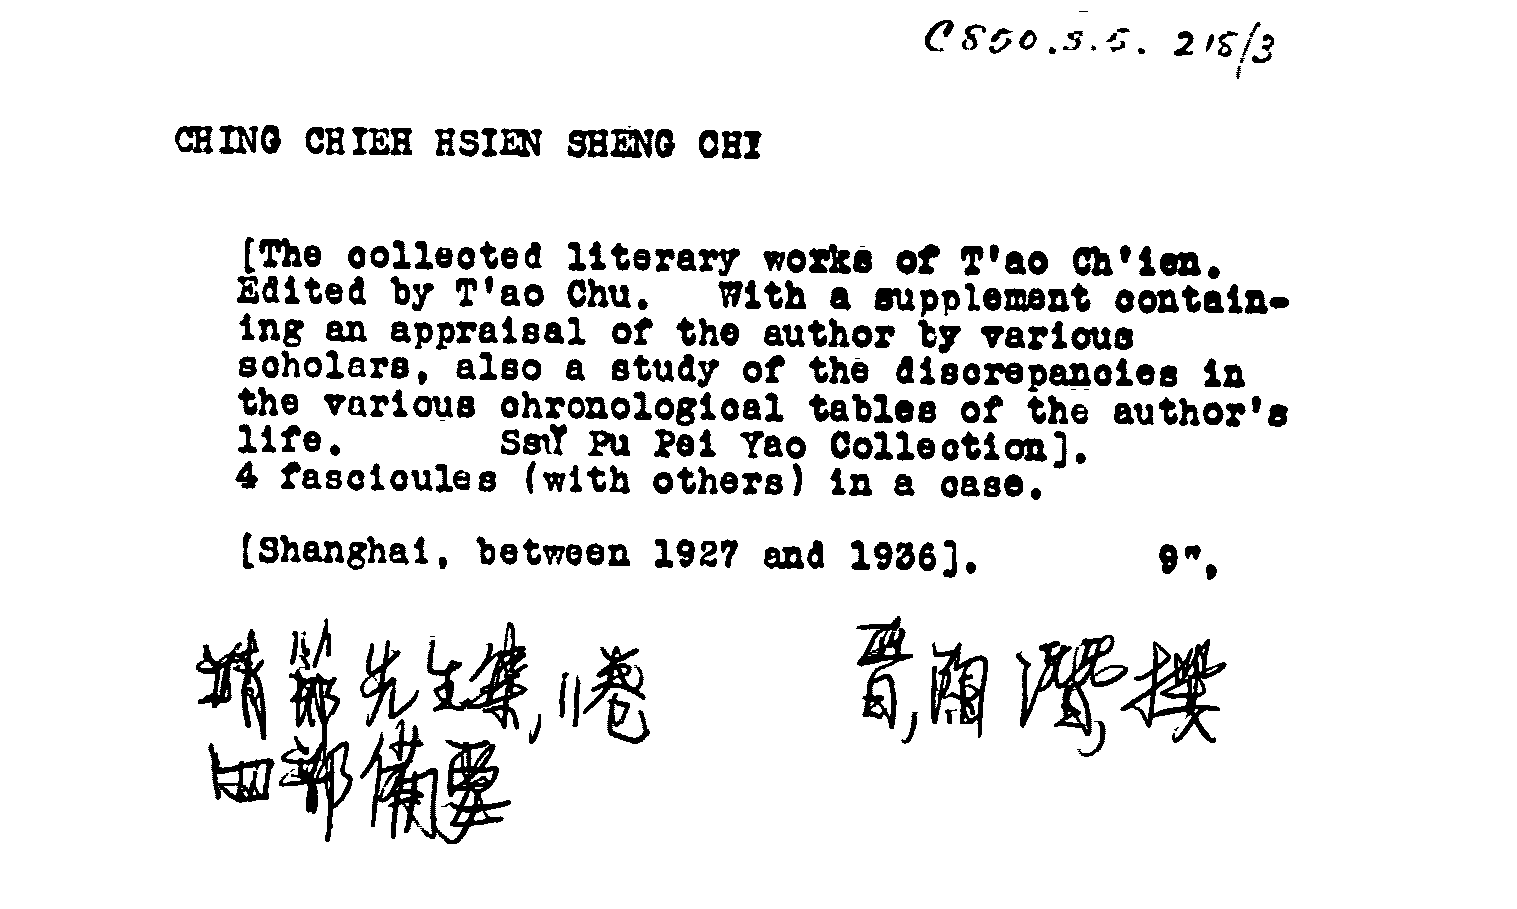 C850.3.5. 218/3
CHING CHIEH HSIEN SHENG CHI
[The collected literary works of T'ao Ch'ien.
Edited by T'ao Chu. With a supplement contain-
ing an appraisal of the author by various
scholars, also a study of the discrepancies in
the various chronological tables of the author's
life. Ssŭ Pu Pei Yao Collection].
4 fascicules (with others) in a case.
[Shanghai, between 1927 and 1936]. 9",
靖節先生集, 11卷 晉, 陶潛, 撰
四部備要